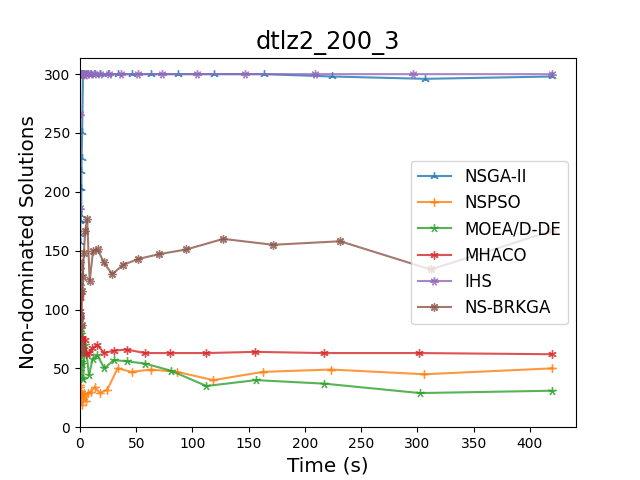 dtlz2_200_3
Non-dominated Solutions
300
250
200
150
100
50
0
NSGA-II
NSPSO
MOEA/D-DE
MHACO
IHS
NS-BRKGA
0 50 100 150 200 250 300 350 400
Time (s)